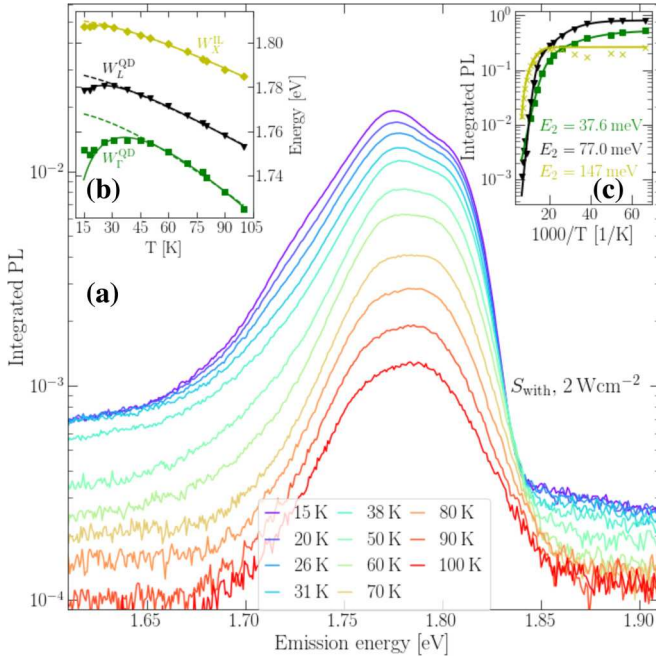 Integrated PL
10⁻²
10⁻³
10⁻⁴
1.65 1.70 1.75 1.80 1.85 1.90
Emission energy [eV]
(a)
S_with, 2 Wcm⁻²
15 K 38 K 80 K
20 K 50 K 90 K
26 K 60 K 100 K
31 K 70 K
W_X^IL
W_L^QD
W_Γ^QD
(b)
1.81
0.78
1.76
1.74
Energy [eV]
15 30 45 60 75 90 105
T [K]
Integrated PL
10⁰
10⁻¹
10⁻²
10⁻³
E₂ = 37.6 meV
E₂ = 77.0 meV
E₂ = 147 meV
(c)
20 40 60
1000/T [1/K]